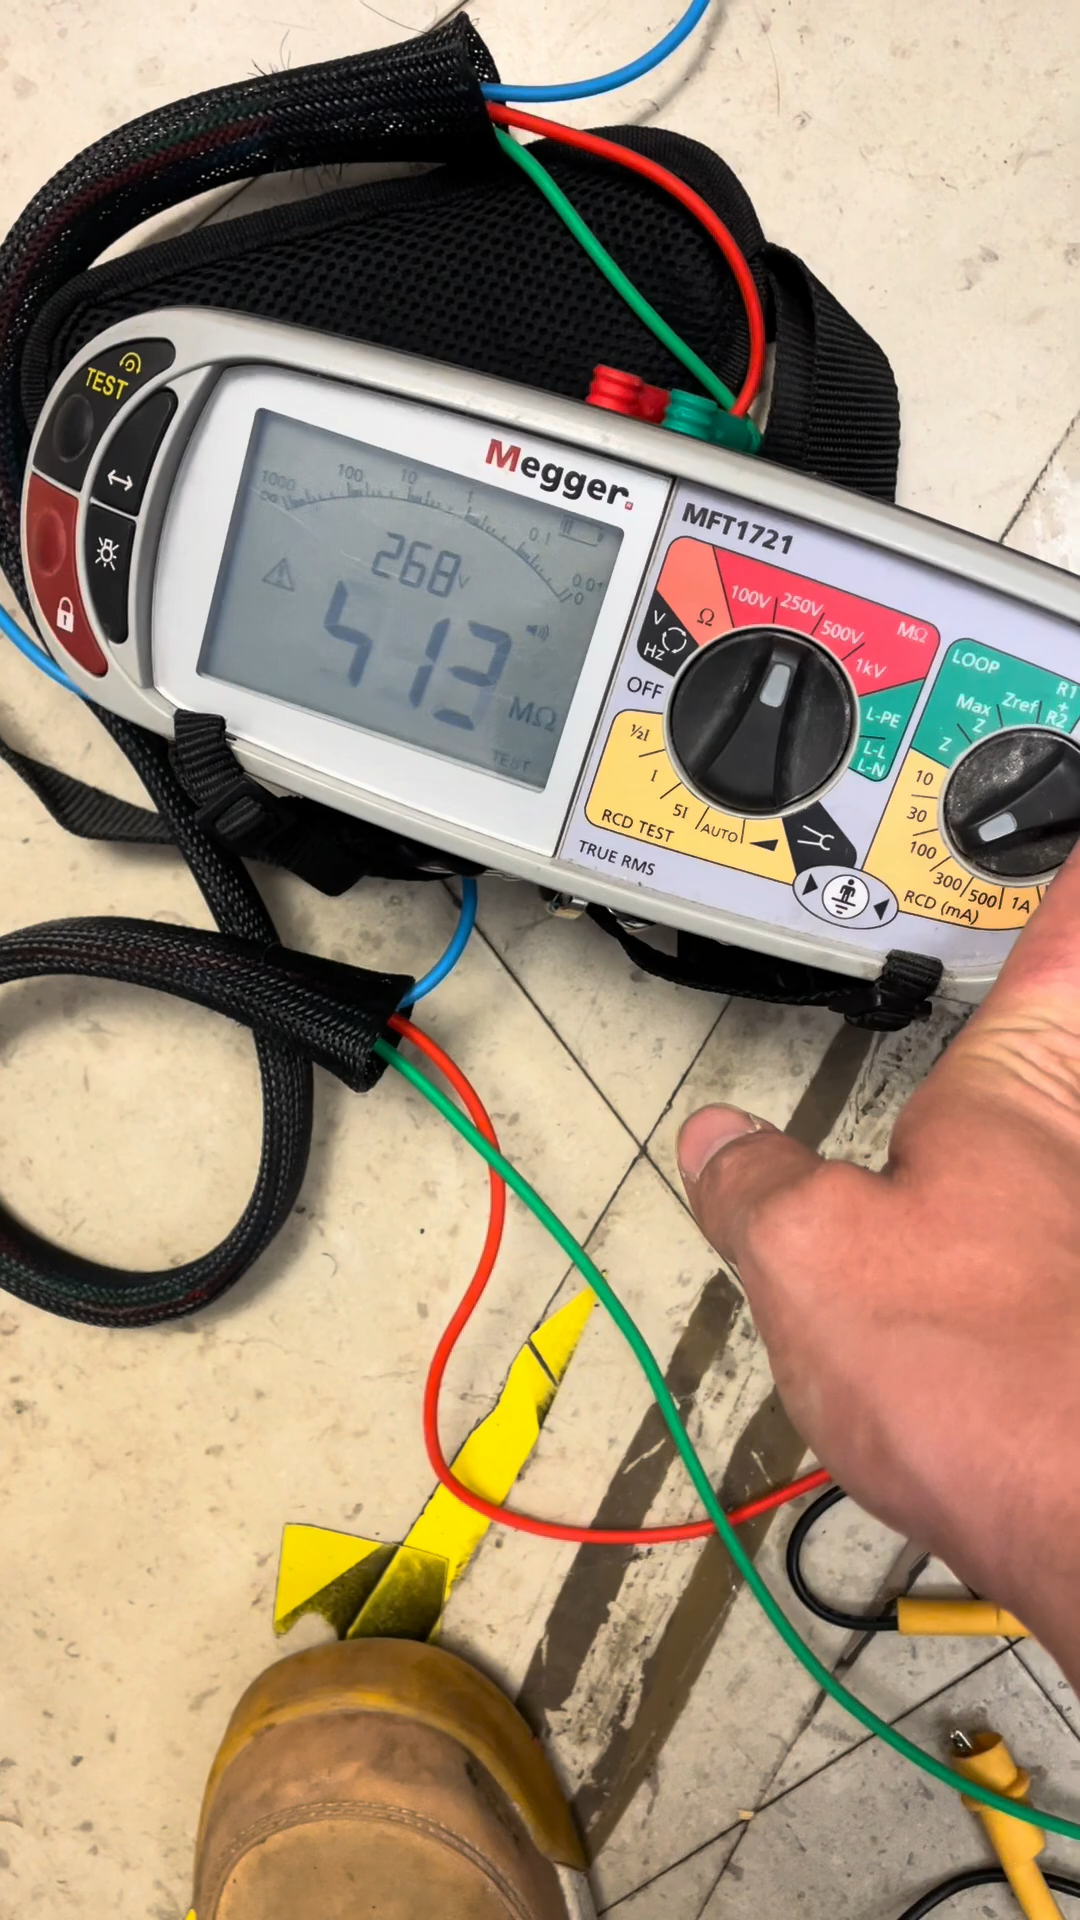 TEST
Megger.
1000 100 10 1 0.1 0.01 0
∞
268V
513 MΩ
TEST
MFT1721
Ω 100V 250V 500V 1kV MΩ
V
HZ
OFF
L-PE
L-L
L-N
½I
I
5I AUTO
RCD TEST
TRUE RMS
LOOP
R1
+
R2
Zref
Max
Z
Z
10
30
100
300 500 1A
RCD (mA)